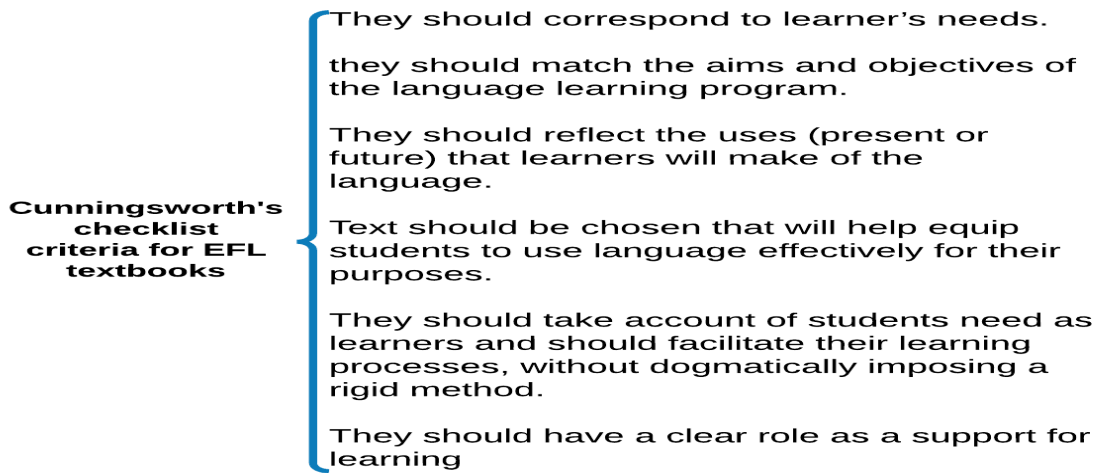 Cunningsworth's
checklist
criteria for EFL
textbooks
They should correspond to learner’s needs.
they should match the aims and objectives of
the language learning program.
They should reflect the uses (present or
future) that learners will make of the
language.
Text should be chosen that will help equip
students to use language effectively for their
purposes.
They should take account of students need as
learners and should facilitate their learning
processes, without dogmatically imposing a
rigid method.
They should have a clear role as a support for
learning